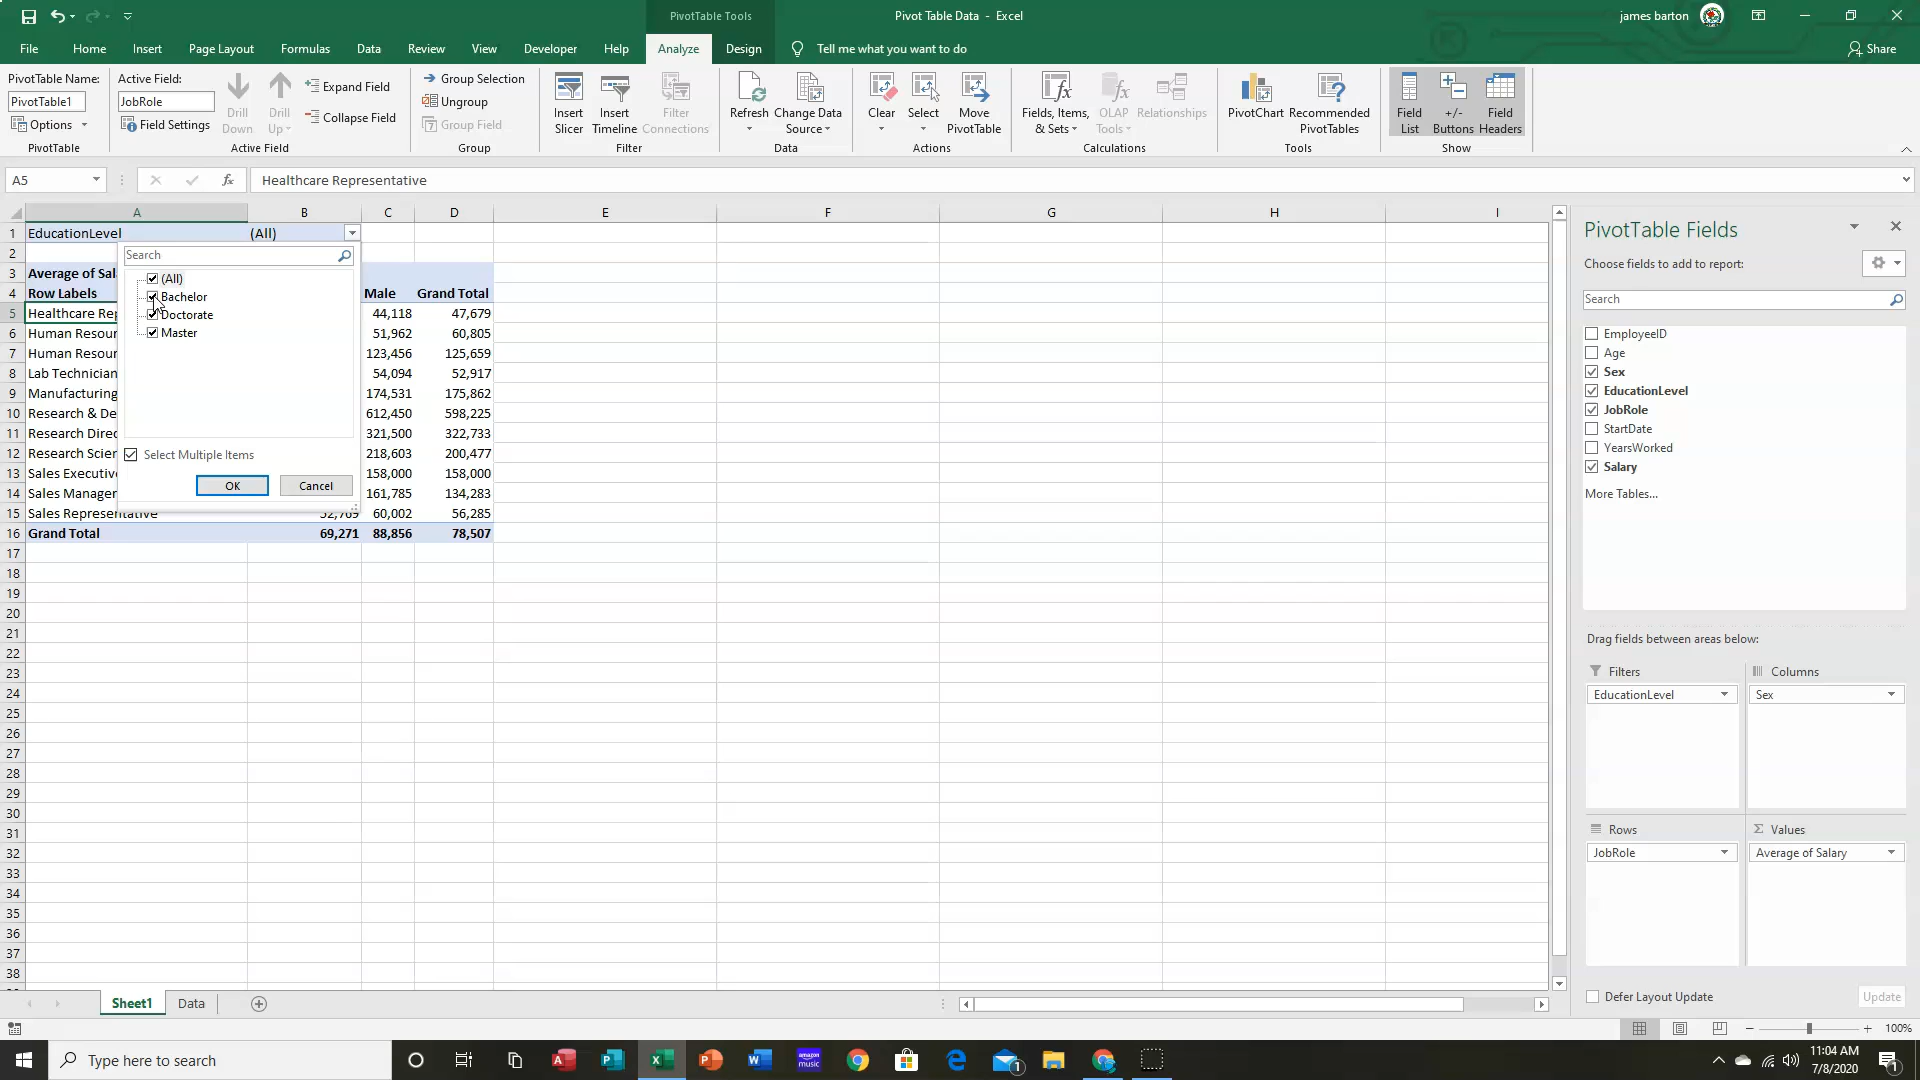 PivotTable Tools
Pivot Table Data - Excel
james barton
File Home Insert Page Layout Formulas Data Review View Developer Help Analyze Design Tell me what you want to do Share
PivotTable Name:
PivotTable1
Options
PivotTable
Active Field:
JobRole
Field Settings
Drill Down
Drill Up
Expand Field
Collapse Field
Active Field
Group Selection
Ungroup
Group Field
Group
Insert Slicer
Insert Timeline
Filter Connections
Filter
Refresh
Change Data Source
Data
Clear
Select
Move PivotTable
Actions
Fields, Items, & Sets
OLAP Tools
Relationships
Calculations
PivotChart
Recommended PivotTables
Tools
Field List
+/- Buttons
Field Headers
Show
A5
fx
Healthcare Representative
A B C D E F G H I
1 EducationLevel (All)
2
3 Average of Sal
4 Row Labels Male Grand Total
5 Healthcare Rep 44,118 47,679
6 Human Resour 51,962 60,805
7 Human Resour 123,456 125,659
8 Lab Technician 54,094 52,917
9 Manufacturing 174,531 175,862
10 Research & De 612,450 598,225
11 Research Direc 321,500 322,733
12 Research Scier 218,603 200,477
13 Sales Executive 158,000 158,000
14 Sales Manager 161,785 134,283
15 Sales Representative 52,769 60,002 56,285
16 Grand Total 69,271 88,856 78,507
17
18
19
20
21
22
23
24
25
26
27
28
29
30
31
32
33
34
35
36
37
38
Search
(All)
Bachelor
Doctorate
Master
Select Multiple Items
OK Cancel
PivotTable Fields
Choose fields to add to report:
Search
EmployeeID
Age
Sex
EducationLevel
JobRole
StartDate
YearsWorked
Salary
More Tables...
Drag fields between areas below:
Filters
EducationLevel
Columns
Sex
Rows
JobRole
Σ Values
Average of Salary
Defer Layout Update
Update
Sheet1 Data
100%
Type here to search
amazon music
1
11:04 AM
7/8/2020
1